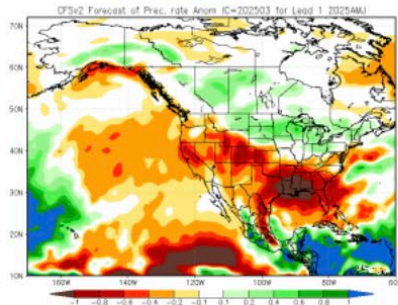 CFSv2 Forecast of Prec. rate Anom IC=202503 for Lead 1 2025AMJ
70N
60N
50N
40N
30N
20N
10N
160W 140W 120W 100W 80W 60
-1 -0.8 -0.6 -0.4 -0.2 -0.1 0.1 0.2 0.4 0.6 0.8